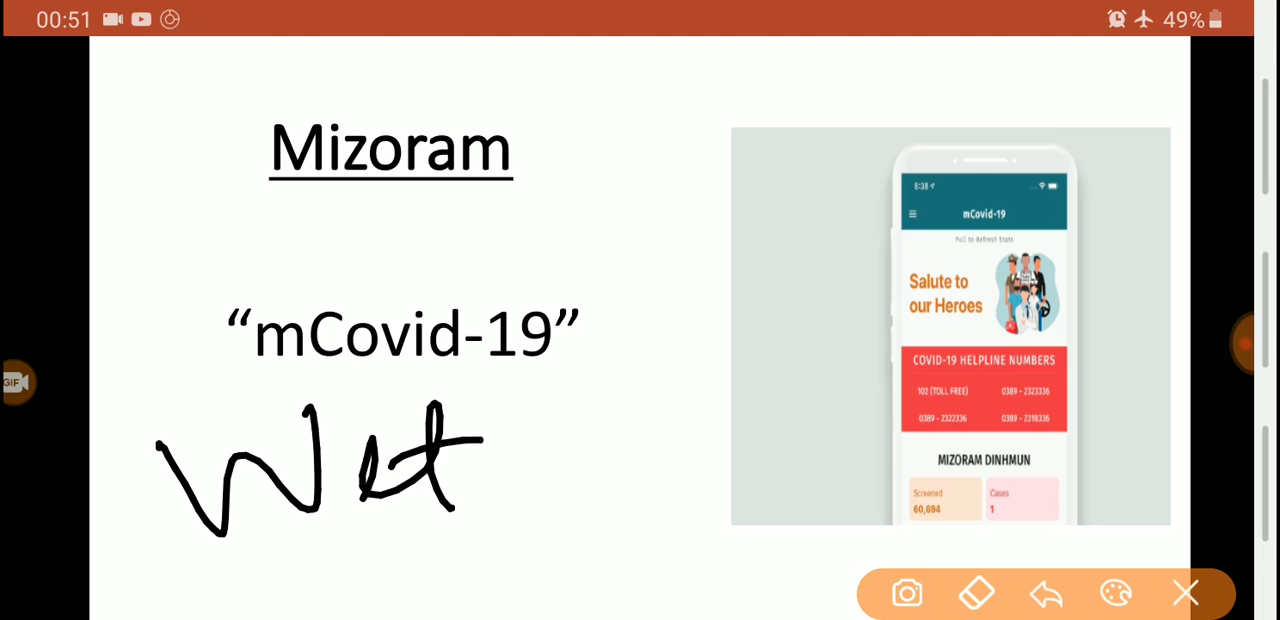 00:51
49%
Mizoram
“mCovid-19”
Wet
GIF
8:38
mCovid-19
Pull to Refresh Stats
Salute to
our Heroes
COVID-19 HELPLINE NUMBERS
102 (TOLL FREE) 0389 - 2323336
0389 - 2322336 0389 - 2318336
MIZORAM DINHMUN
Screened Cases
60,694 1